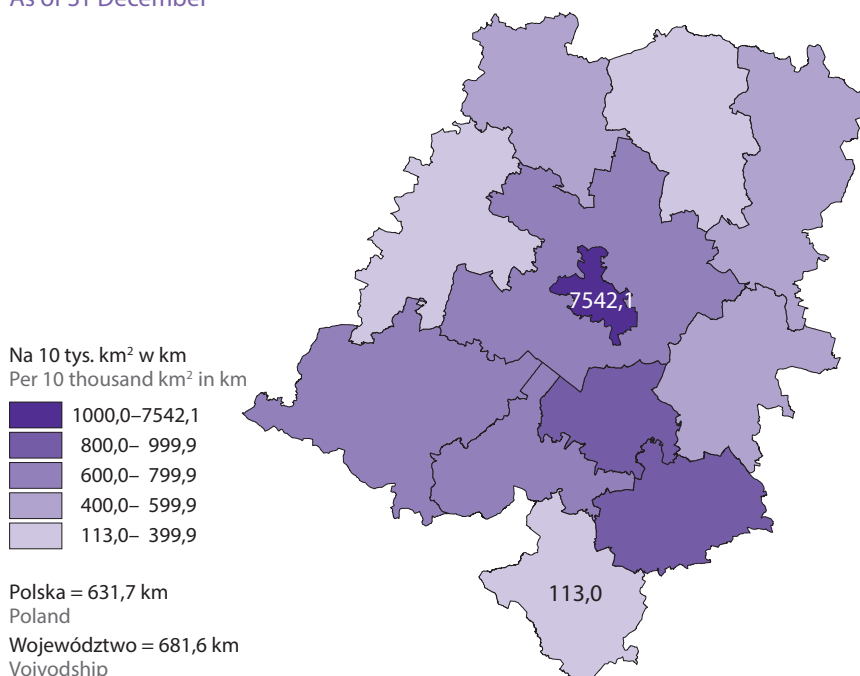 As of 31 December
7542,1
Na 10 tys. km² w km
Per 10 thousand km² in km
1000,0–7542,1
800,0– 999,9
600,0– 799,9
400,0– 599,9
113,0– 399,9
113,0
Polska = 631,7 km
Poland
Województwo = 681,6 km
Voivodship